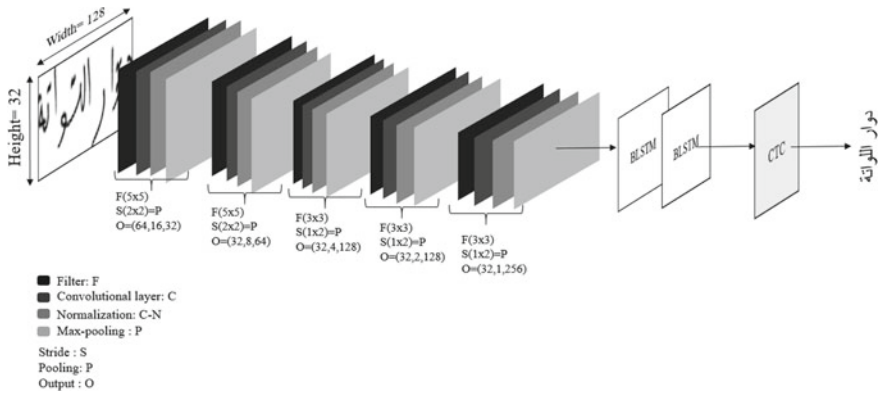 Width= 128
Height= 32
F(5x5)
S(2x2)=P
O=(64,16,32)
F(5x5)
S(2x2)=P
O=(32,8,64)
F(3x3)
S(1x2)=P
O=(32,4,128)
F(3x3)
S(1x2)=P
O=(32,2,128)
F(3x3)
S(1x2)=P
O=(32,1,256)
BLSTM
BLSTM
CTC
دوار اللواتة
Filter: F
Convolutional layer: C
Normalization: C-N
Max-pooling : P
Stride : S
Pooling: P
Output : O